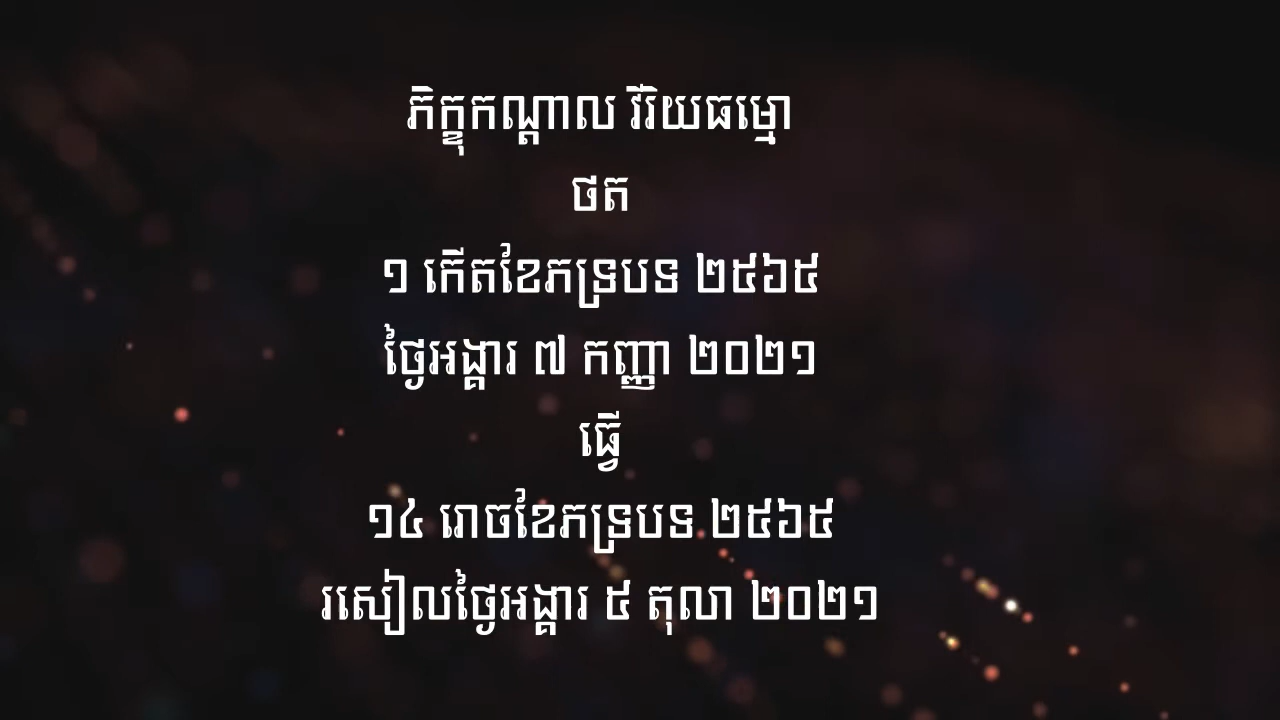 ភិក្ខុកណ្ដាល វីរិយធម្មោ
ថត
១ កើតខែភទ្របទ ២៥៦៥
ថ្ងៃអង្គារ ៧ កញ្ញា ២០២១
ធ្វើ
១៤ រោចខែភទ្របទ ២៥៦៥
រសៀលថ្ងៃអង្គារ ៥ តុលា ២០២១